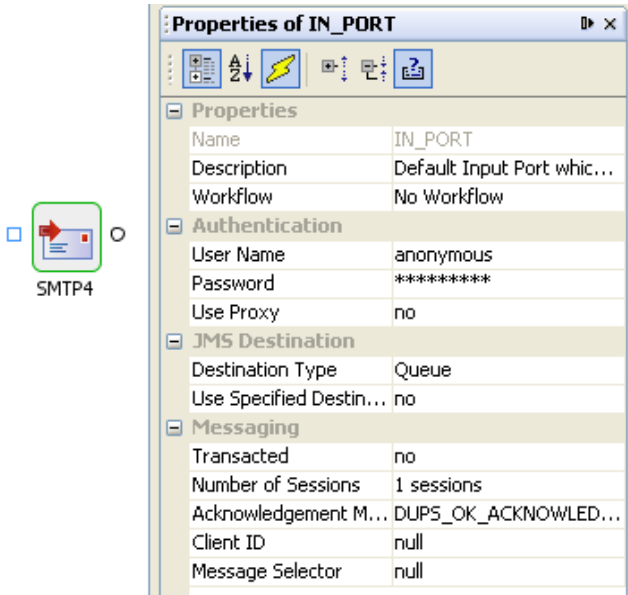 Properties of IN_PORT
Properties
Name IN_PORT
Description Default Input Port whic...
Workflow No Workflow
Authentication
User Name anonymous
Password *********
Use Proxy no
JMS Destination
Destination Type Queue
Use Specified Destin... no
Messaging
Transacted no
Number of Sessions 1 sessions
Acknowledgement M... DUPS_OK_ACKNOWLED...
Client ID null
Message Selector null
SMTP4